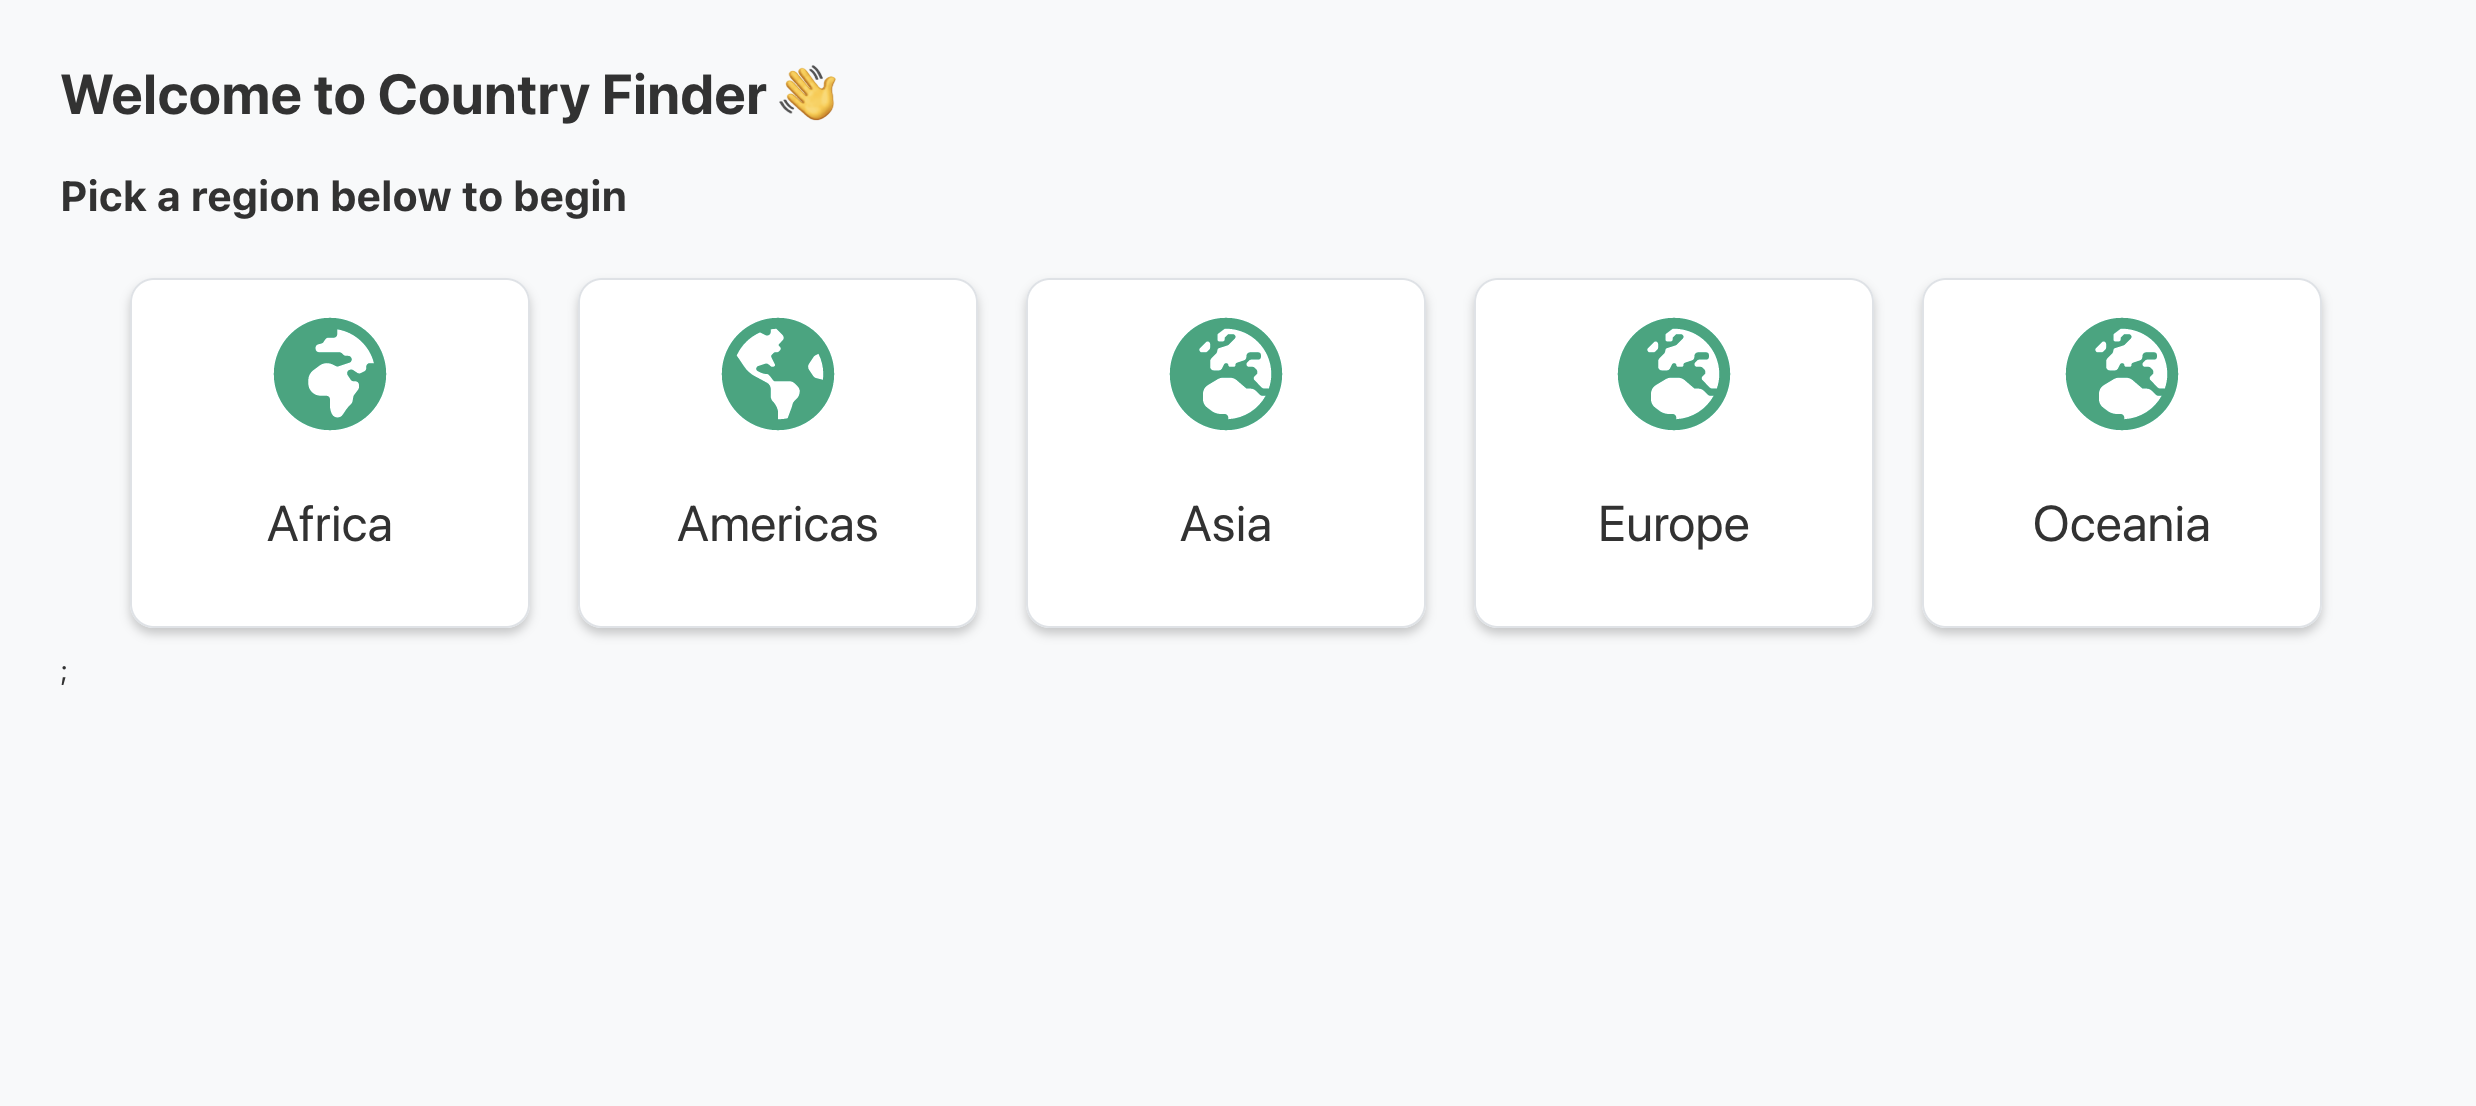 Welcome to Country Finder 👋
Pick a region below to begin
Africa
Americas
Asia
Europe
Oceania
;